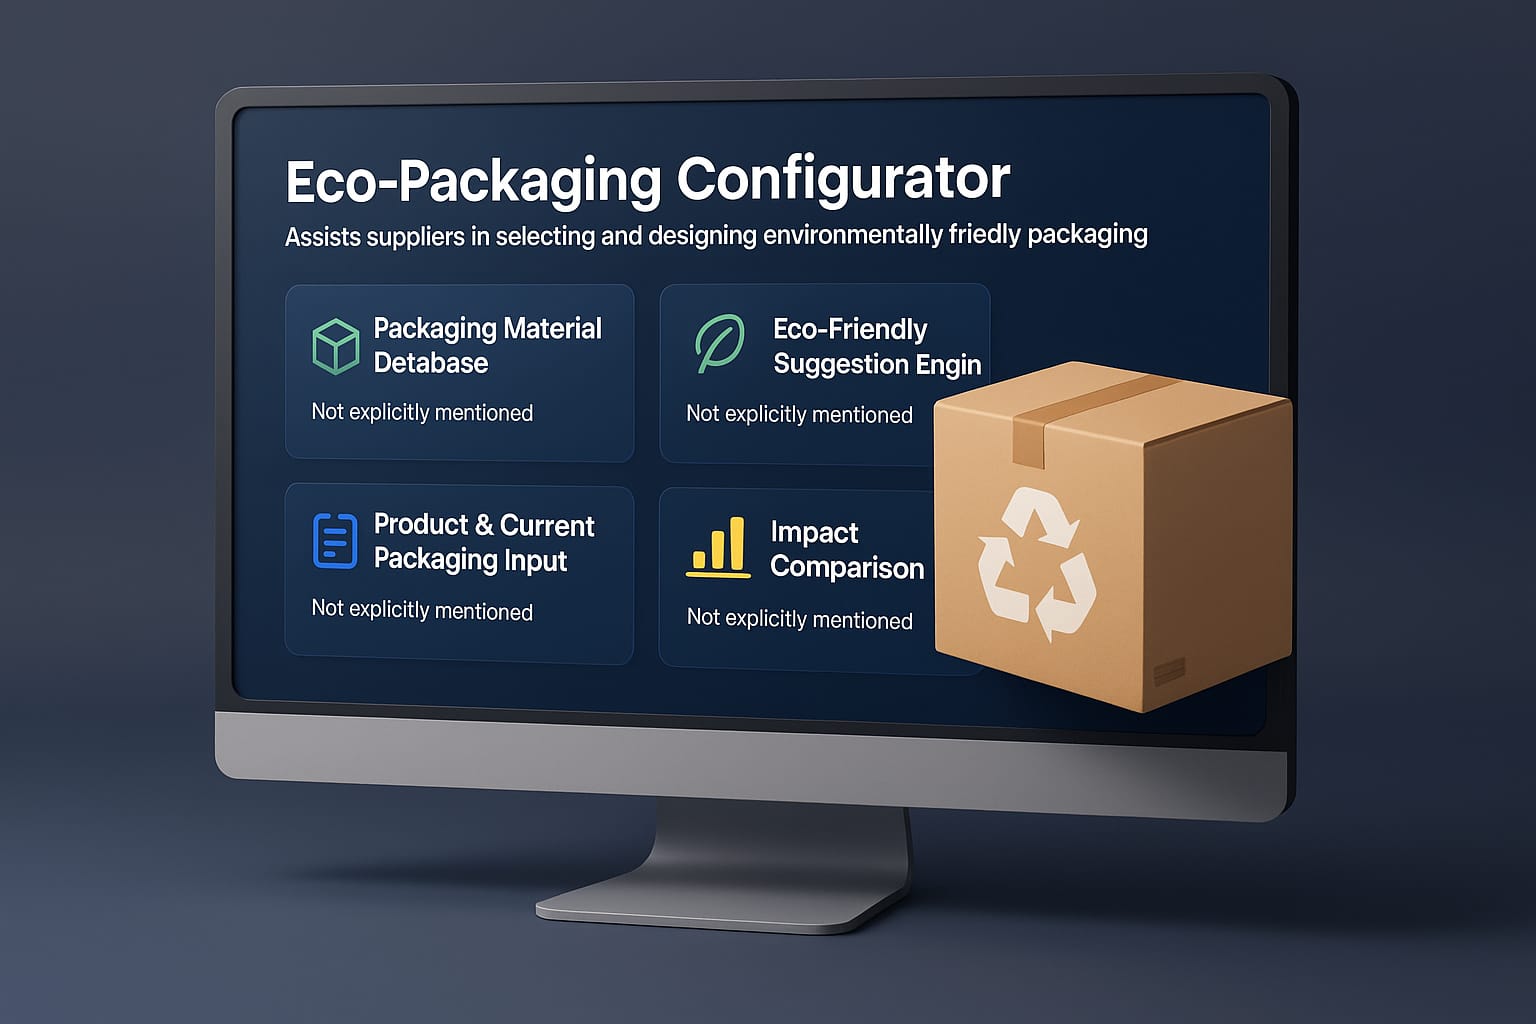 Eco-Packaging Configurator
Assists suppliers in selecting and designing environmentally friedly packaging
Packaging Material
Detabase
Not explicitly mentioned
Eco-Friendly
Suggestion Engin
Not explicitly mentioned
Product & Current
Packaging Input
Not explicitly mentioned
Impact
Comparison
Not explicitly mentioned